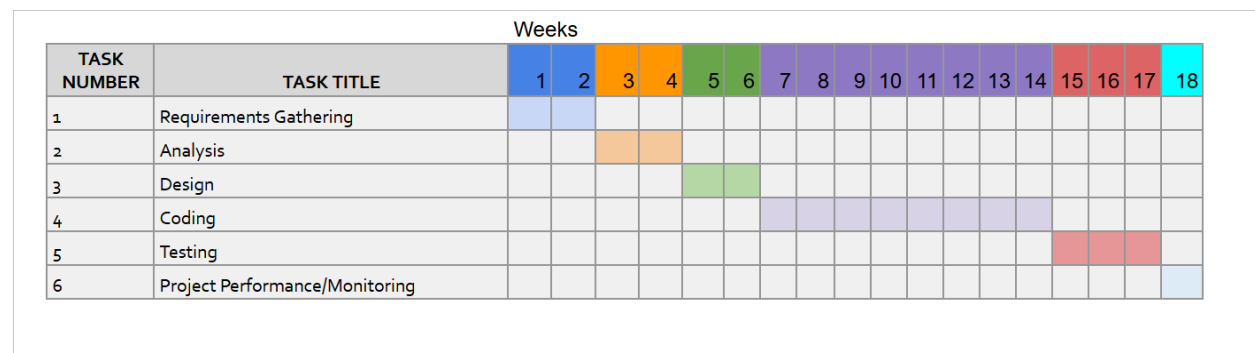 Weeks
TASK NUMBER TASK TITLE 1 2 3 4 5 6 7 8 9 10 11 12 13 14 15 16 17 18
1 Requirements Gathering
2 Analysis
3 Design
4 Coding
5 Testing
6 Project Performance/Monitoring